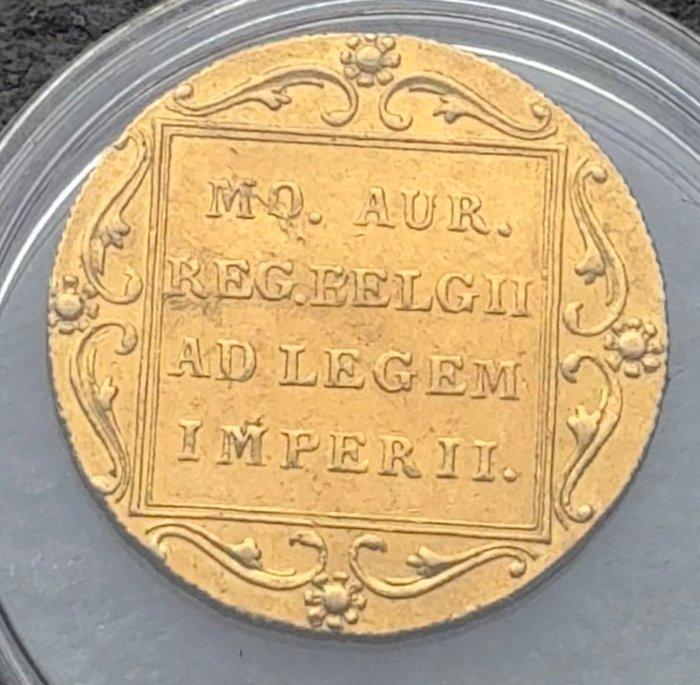 MO. AUR.
REG.BELGII
AD LEGEM
IMPERII.